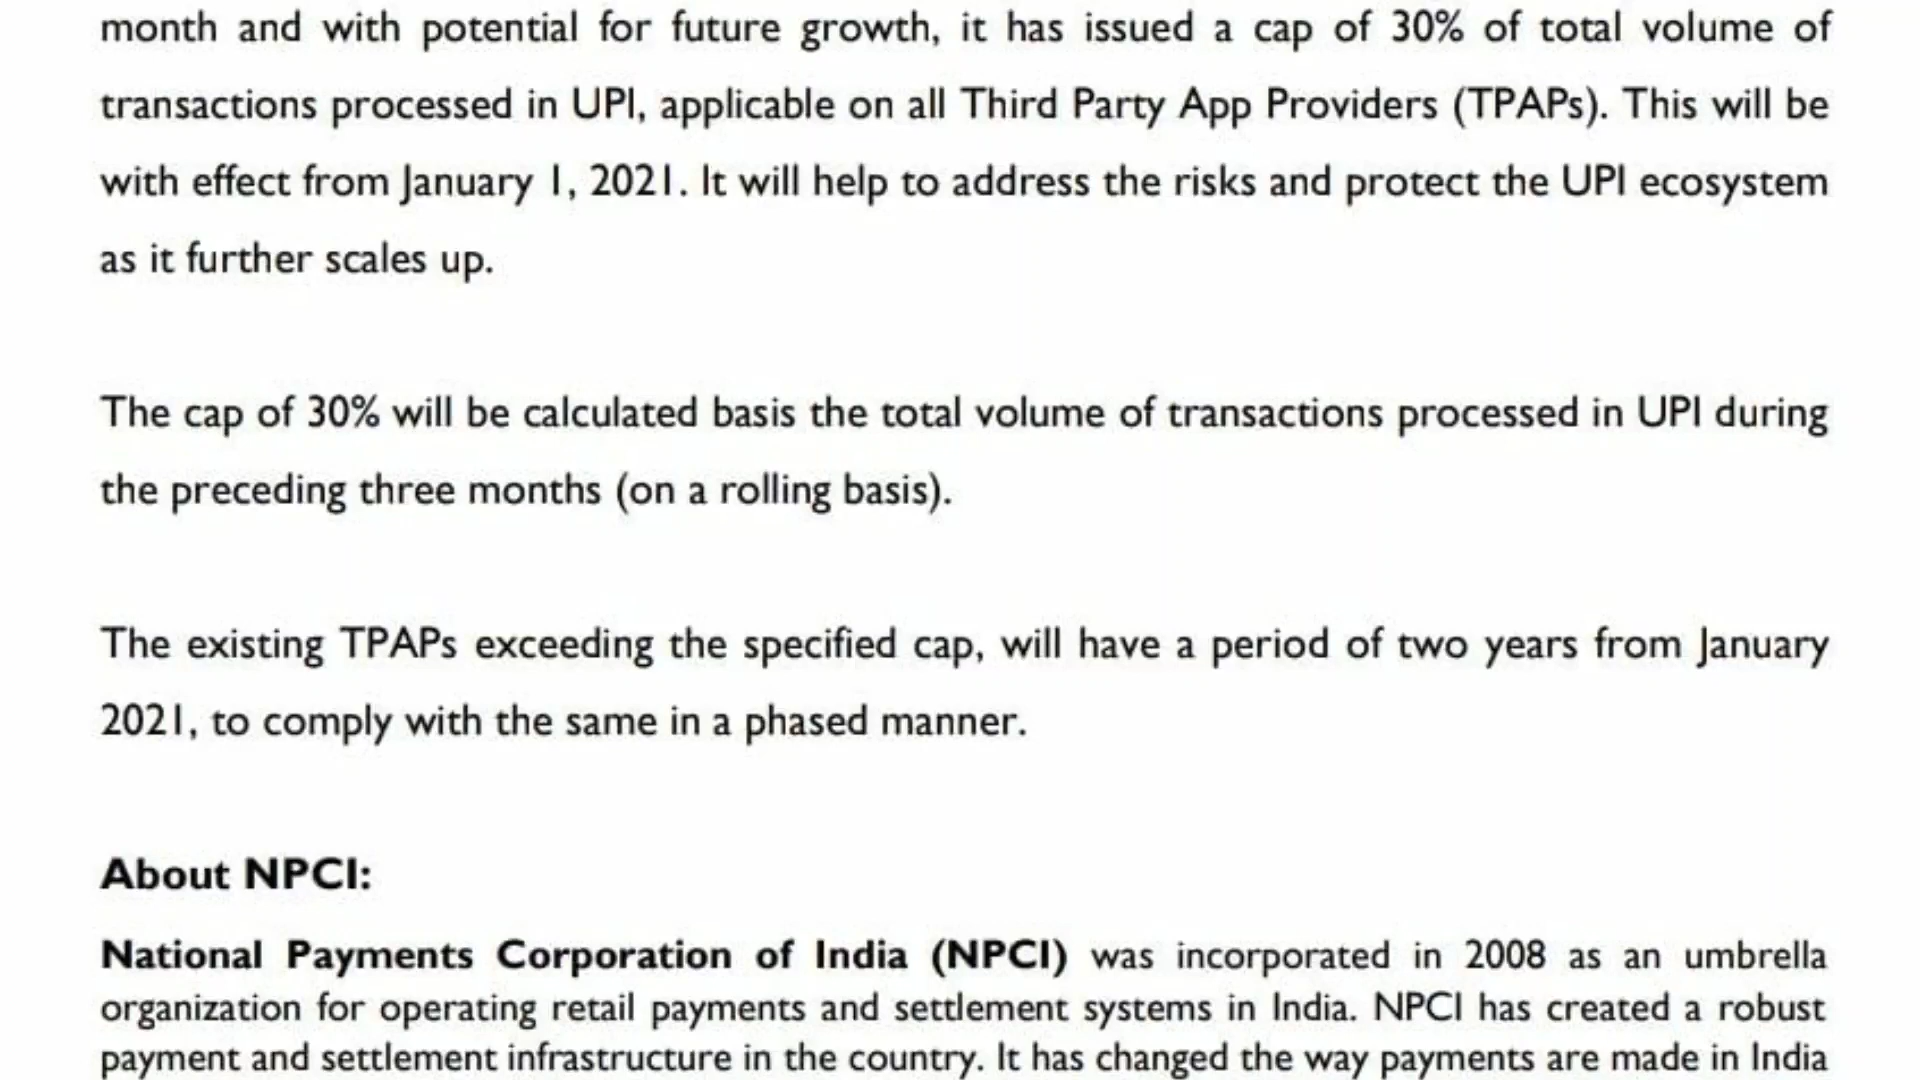 month and with potential for future growth, it has issued a cap of 30% of total volume of
transactions processed in UPI, applicable on all Third Party App Providers (TPAPs). This will be
with effect from January 1, 2021. It will help to address the risks and protect the UPI ecosystem
as it further scales up.
The cap of 30% will be calculated basis the total volume of transactions processed in UPI during
the preceding three months (on a rolling basis).
The existing TPAPs exceeding the specified cap, will have a period of two years from January
2021, to comply with the same in a phased manner.
About NPCI:
National Payments Corporation of India (NPCI) was incorporated in 2008 as an umbrella
organization for operating retail payments and settlement systems in India. NPCI has created a robust
payment and settlement infrastructure in the country. It has changed the way payments are made in India